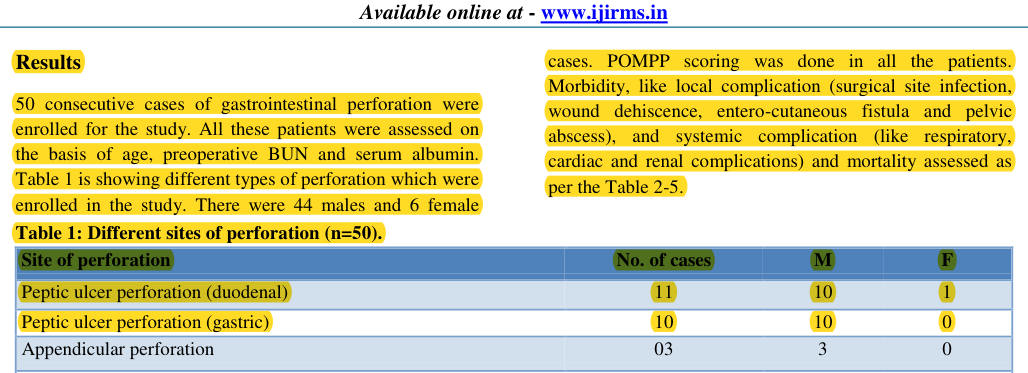 Available online at - www.ijirms.in
Results
50 consecutive cases of gastrointestinal perforation were
enrolled for the study. All these patients were assessed on
the basis of age, preoperative BUN and serum albumin.
Table 1 is showing different types of perforation which were
enrolled in the study. There were 44 males and 6 female
cases. POMPP scoring was done in all the patients.
Morbidity, like local complication (surgical site infection,
wound dehiscence, entero-cutaneous fistula and pelvic
abscess), and systemic complication (like respiratory,
cardiac and renal complications) and mortality assessed as
per the Table 2-5.
Table 1: Different sites of perforation (n=50).
Site of perforation No. of cases M F
Peptic ulcer perforation (duodenal) 11 10 1
Peptic ulcer perforation (gastric) 10 10 0
Appendicular perforation 03 3 0